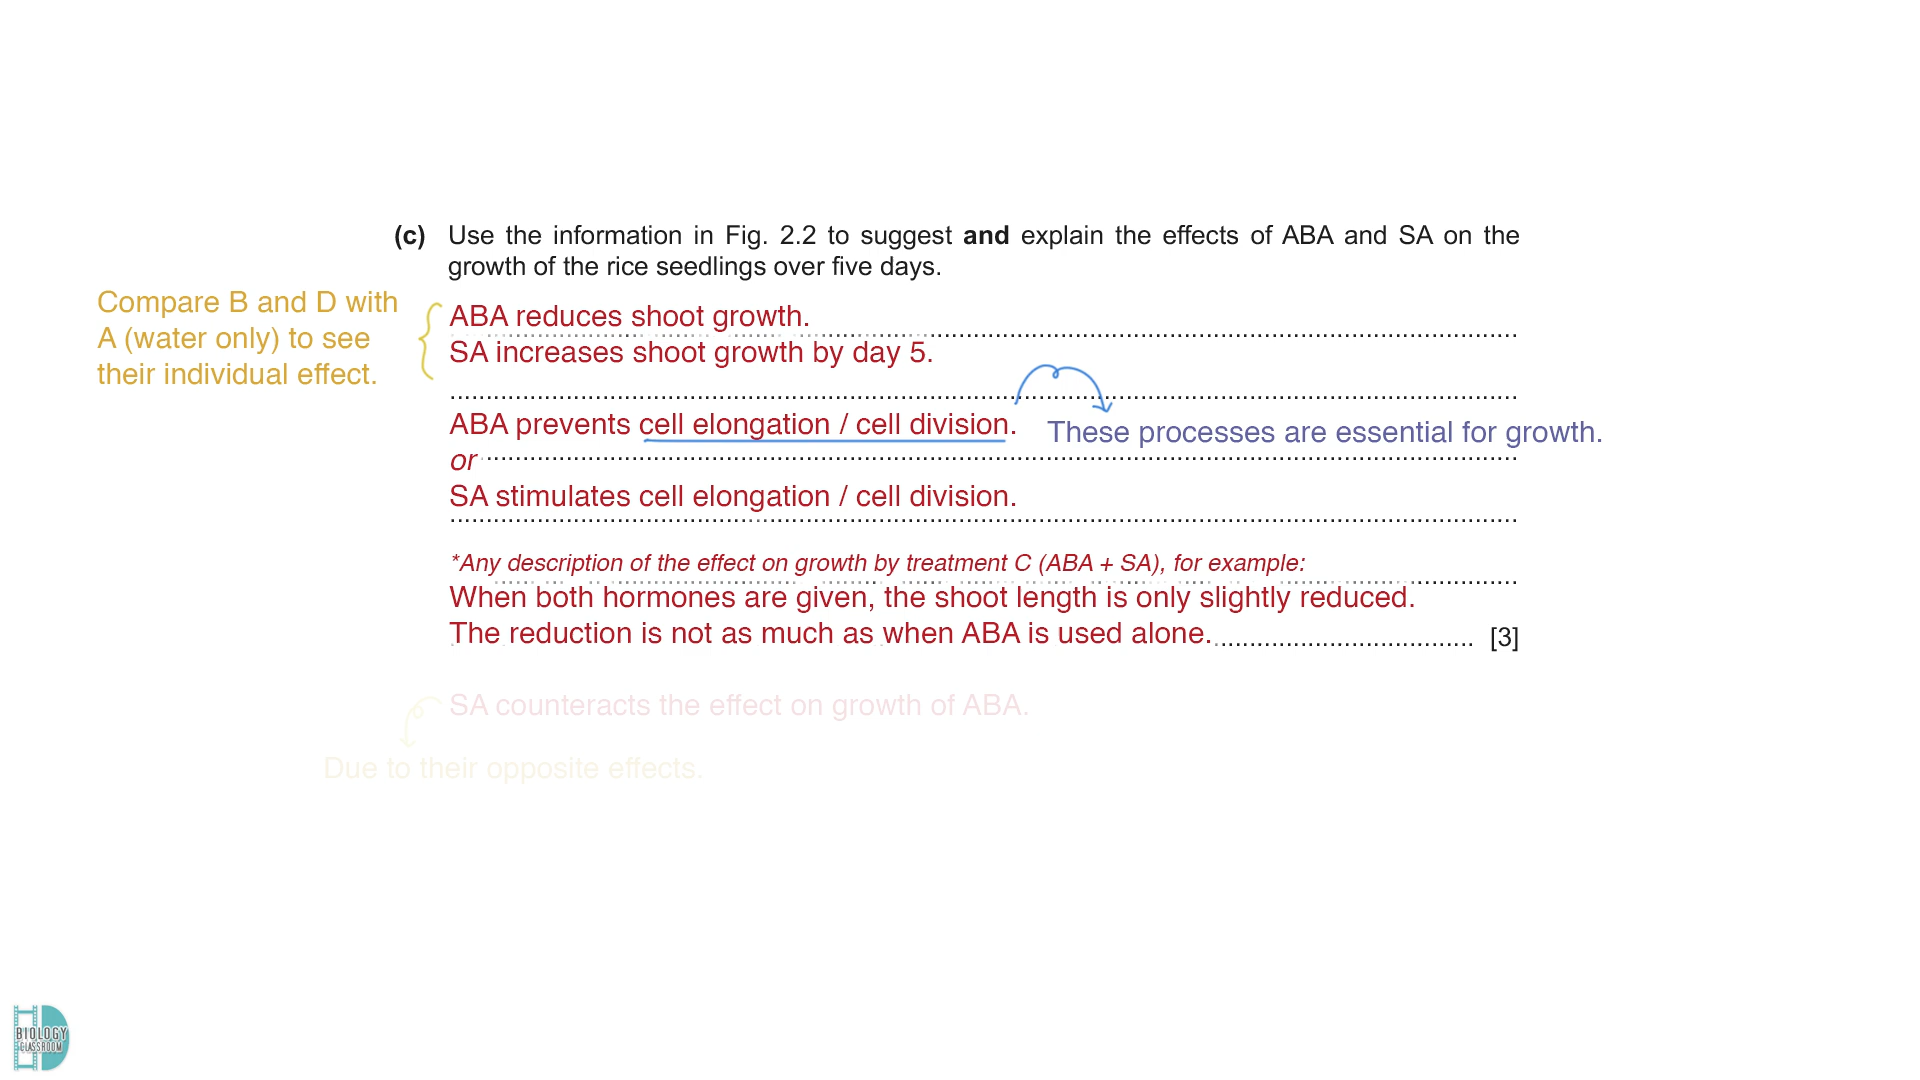 (c) Use the information in Fig. 2.2 to suggest and explain the effects of ABA and SA on the
growth of the rice seedlings over five days.
Compare B and D with
A (water only) to see
their individual effect.
ABA reduces shoot growth.
SA increases shoot growth by day 5.
ABA prevents cell elongation / cell division.
These processes are essential for growth.
or
SA stimulates cell elongation / cell division.
*Any description of the effect on growth by treatment C (ABA + SA), for example:
When both hormones are given, the shoot length is only slightly reduced.
The reduction is not as much as when ABA is used alone.
[3]
SA counteracts the effect on growth of ABA.
Due to their opposite effects.
BIOLOGY
CLASSROOM